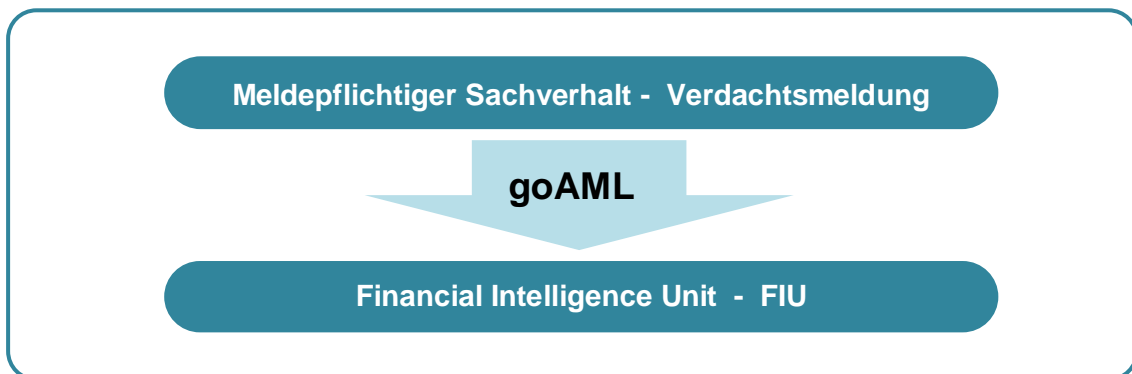 Meldepflichtiger Sachverhalt - Verdachtsmeldung
goAML
Financial Intelligence Unit - FIU